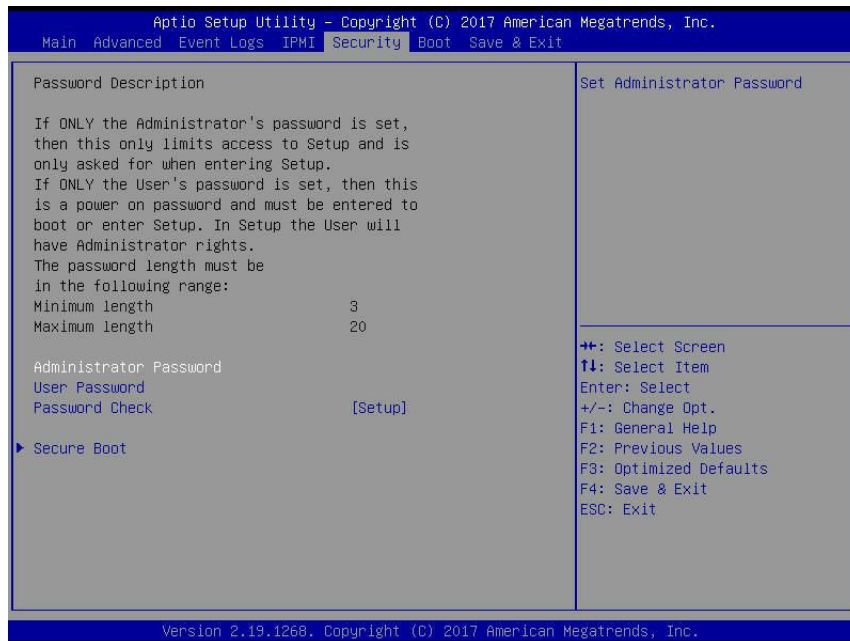 Aptio Setup Utility – Copyright (C) 2017 American Megatrends, Inc.
Main Advanced Event Logs IPMI Security Boot Save & Exit
Password Description
If ONLY the Administrator's password is set,
then this only limits access to Setup and is
only asked for when entering Setup.
If ONLY the User's password is set, then this
is a power on password and must be entered to
boot or enter Setup. In Setup the User will
have Administrator rights.
The password length must be
in the following range:
Minimum length 3
Maximum length 20
Administrator Password
User Password
Password Check [Setup]
Secure Boot
Set Administrator Password
→←: Select Screen
↑↓: Select Item
Enter: Select
+/-: Change Opt.
F1: General Help
F2: Previous Values
F3: Optimized Defaults
F4: Save & Exit
ESC: Exit
Version 2.19.1268. Copyright (C) 2017 American Megatrends, Inc.